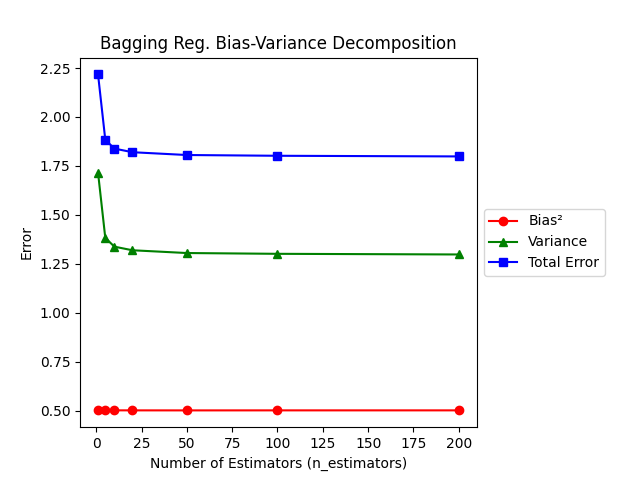 Bagging Reg. Bias-Variance Decomposition
2.25
2.00
1.75
1.50
1.25
1.00
0.75
0.50
Error
0 25 50 75 100 125 150 175 200
Number of Estimators (n_estimators)
Bias²
Variance
Total Error